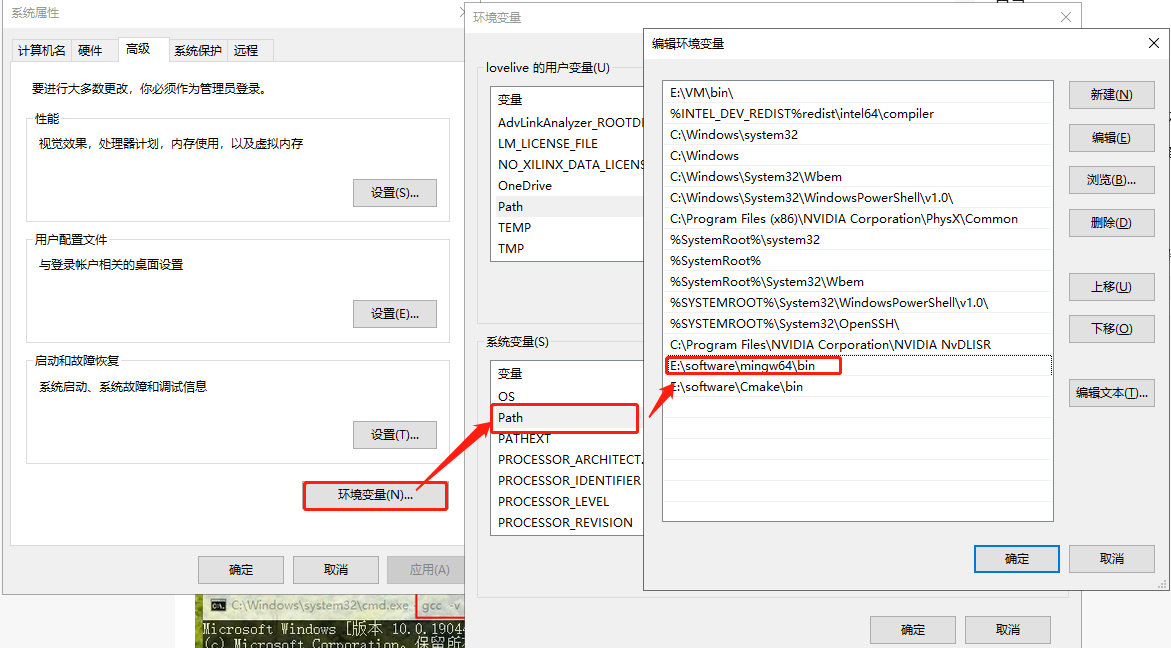 系统属性
计算机名
硬件
高级
系统保护
远程
要进行大多数更改，你必须作为管理员登录。
性能
视觉效果，处理器计划，内存使用，以及虚拟内存
设置(S)...
用户配置文件
与登录帐户相关的桌面设置
设置(E)...
启动和故障恢复
系统启动、系统故障和调试信息
设置(T)...
环境变量(N)...
确定
取消
应用(A)
C:\Windows\system32\cmd.exe
gcc -v
Microsoft Windows [版本 10.0.19044
(c) Microsoft Corporation。保留所
环境变量
lovelive 的用户变量(U)
变量
AdvLinkAnalyzer_ROOTD
LM_LICENSE_FILE
NO_XILINX_DATA_LICENS
OneDrive
Path
TEMP
TMP
系统变量(S)
变量
OS
Path
PATHEXT
PROCESSOR_ARCHITECT.
PROCESSOR_IDENTIFIER
PROCESSOR_LEVEL
PROCESSOR_REVISION
确定
取消
编辑环境变量
E:\VM\bin\
%INTEL_DEV_REDIST%redist\intel64\compiler
C:\Windows\system32
C:\Windows
C:\Windows\System32\Wbem
C:\Windows\System32\WindowsPowerShell\v1.0\
C:\Program Files (x86)\NVIDIA Corporation\PhysX\Common
%SystemRoot%\system32
%SystemRoot%
%SystemRoot%\System32\Wbem
%SYSTEMROOT%\System32\WindowsPowerShell\v1.0\
%SYSTEMROOT%\System32\OpenSSH\
C:\Program Files\NVIDIA Corporation\NVIDIA NvDLISR
E:\software\mingw64\bin
E:\software\Cmake\bin
新建(N)
编辑(E)
浏览(B)...
删除(D)
上移(U)
下移(O)
编辑文本(T)...
确定
取消